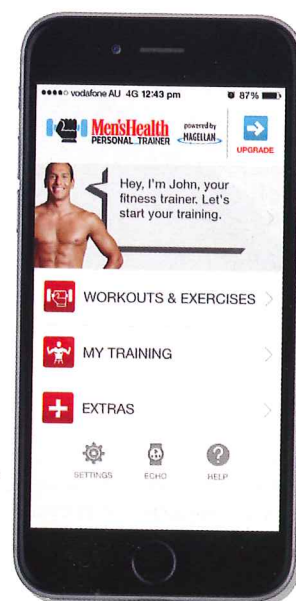 vodafone AU 4G 12:43 pm 87%
Men'sHealth
PERSONAL TRAINER
powered by
MAGELLAN
UPGRADE
Hey, I'm John, your
fitness trainer. Let's
start your training.
WORKOUTS & EXERCISES
MY TRAINING
EXTRAS
SETTINGS ECHO HELP